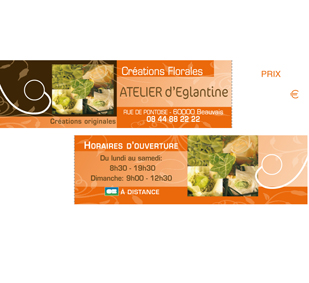 Créations Florales
PRIX
ATELIER d'Eglantine
€
RUE DE PONTOISE - 60000 BEAUVAIS
08 44 88 22 22
Créations originales
HORAIRES D'OUVERTURE
Du lundi au samedi:
8h30 - 19h30
Dimanche: 9h00 - 12h30
À DISTANCE